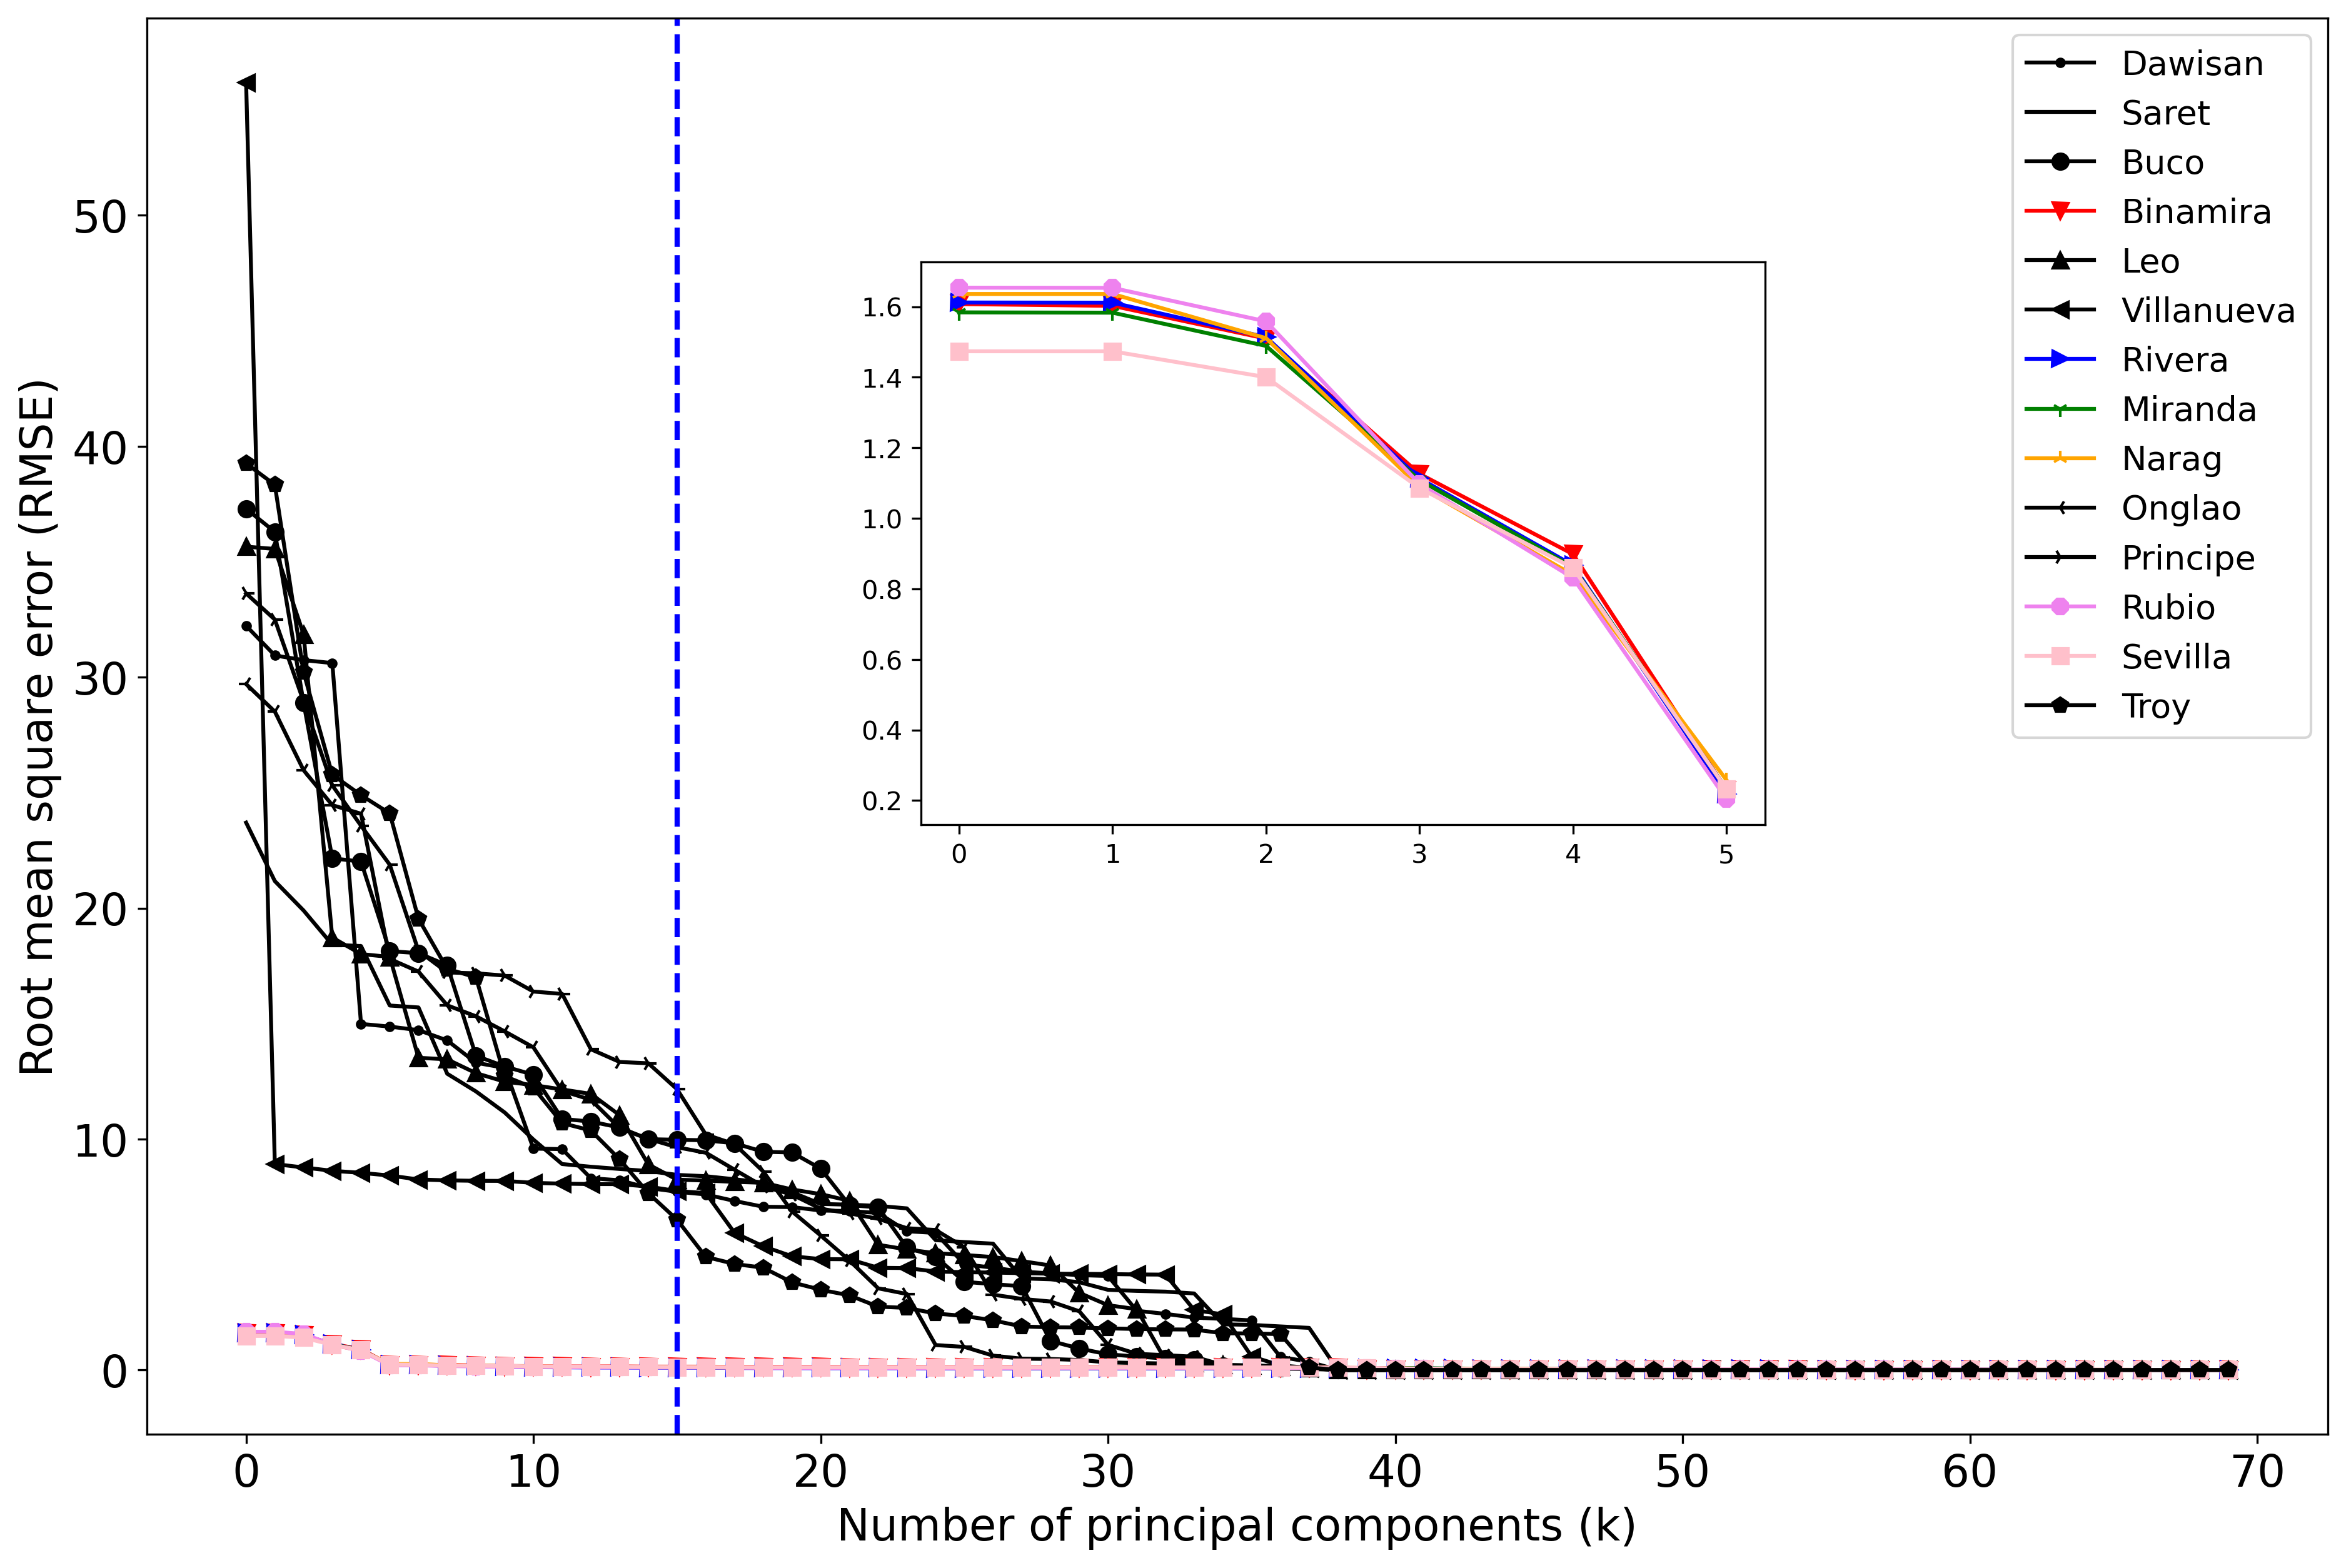 Root mean square error (RMSE)
50
40
30
20
10
0
0 10 20 30 40 50 60 70
Number of principal components (k)
1.6
1.4
1.2
1.0
0.8
0.6
0.4
0.2
0 1 2 3 4 5
Dawisan
Saret
Buco
Binamira
Leo
Villanueva
Rivera
Miranda
Narag
Onglao
Principe
Rubio
Sevilla
Troy